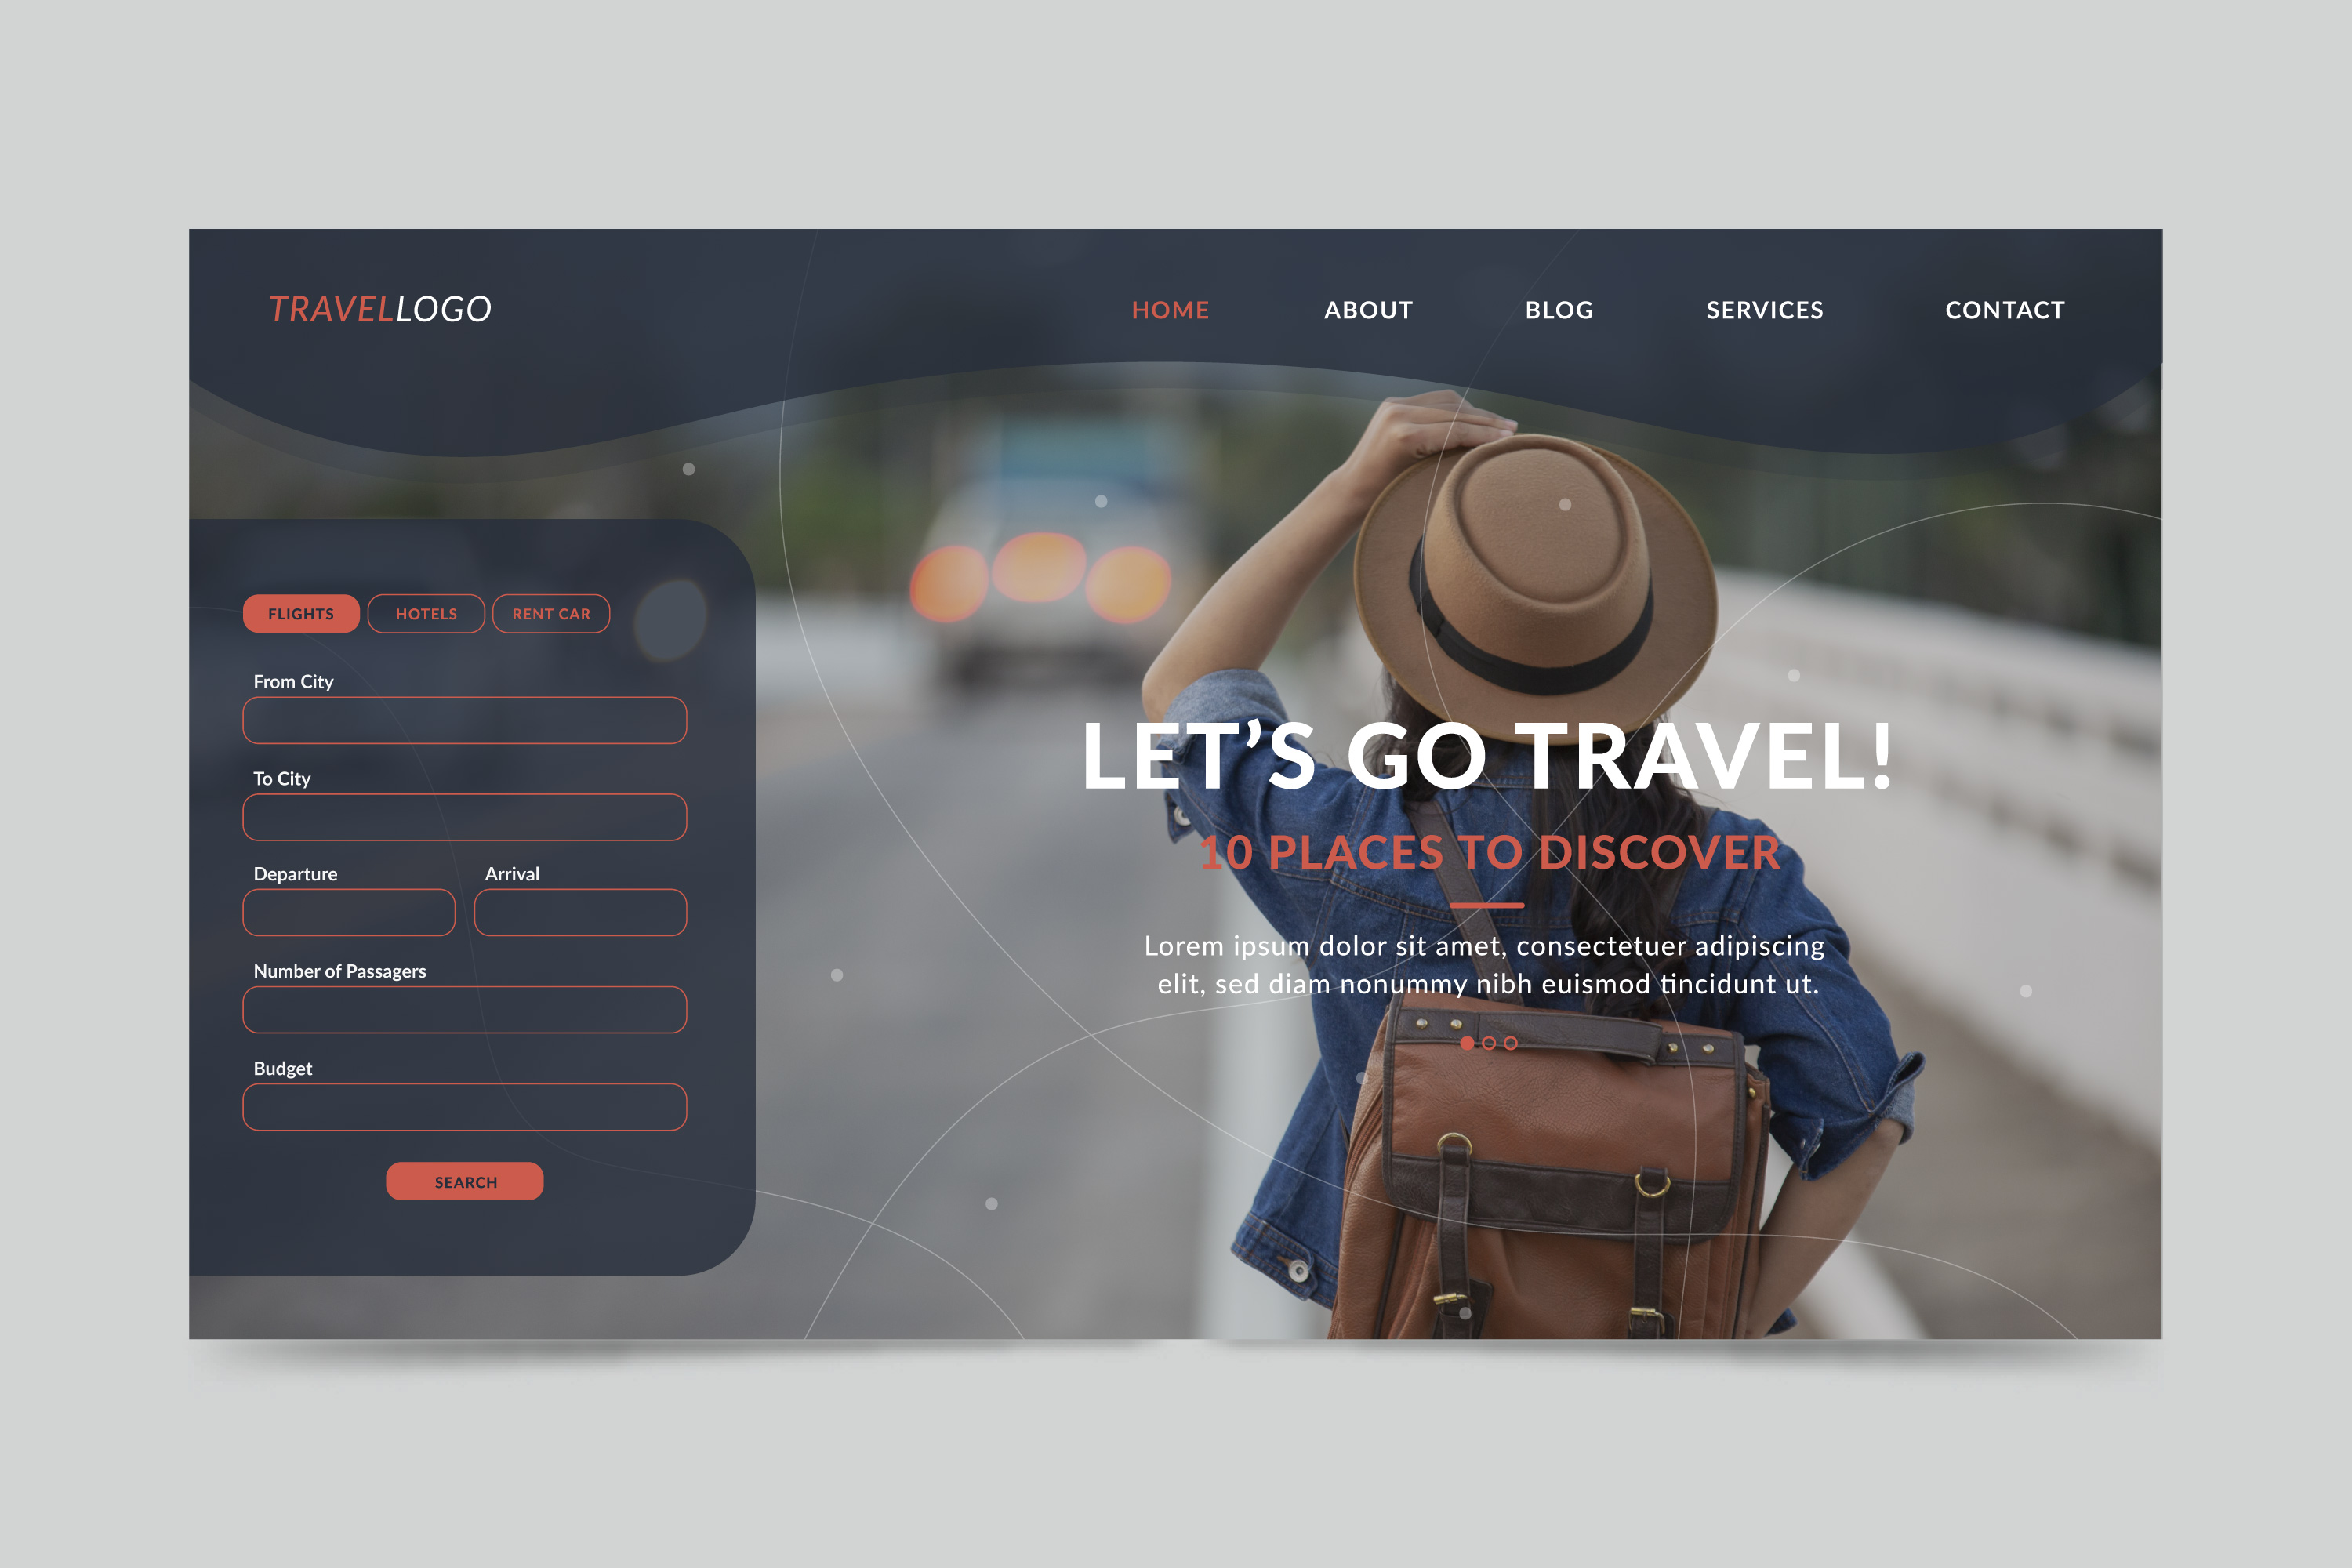 TRAVELLOGO
HOME ABOUT BLOG SERVICES CONTACT
FLIGHTS HOTELS RENT CAR
From City
To City
Departure Arrival
Number of Passagers
Budget
SEARCH
LET’S GO TRAVEL!
10 PLACES TO DISCOVER
Lorem ipsum dolor sit amet, consectetuer adipiscing
elit, sed diam nonummy nibh euismod tincidunt ut.